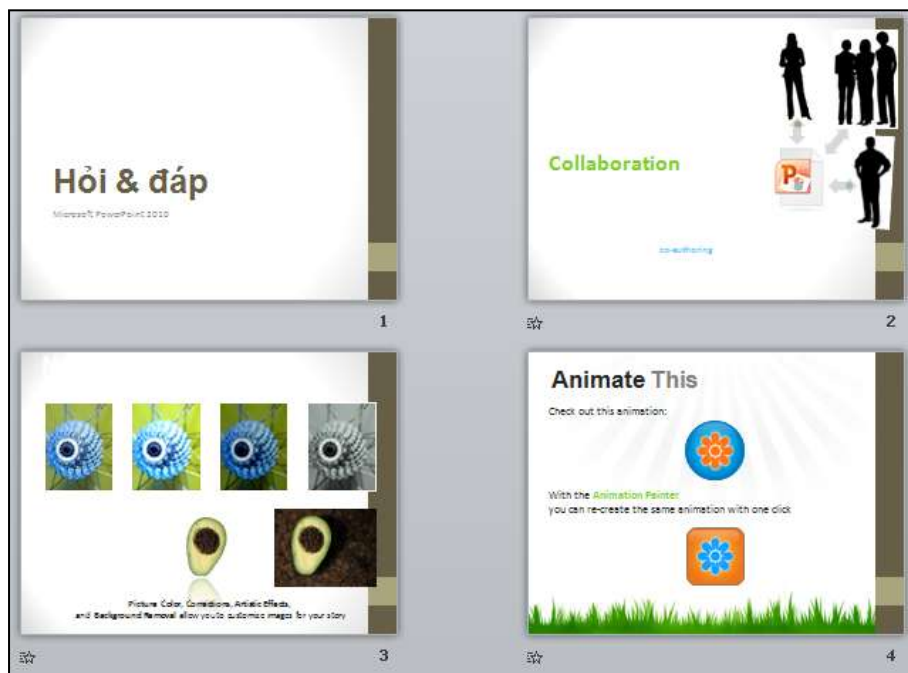 Hỏi & đáp
Microsoft PowerPoint 2010
1
Collaboration
co-authoring
2
Picture Color, Corrections, Artistic Effects,
and Background Removal allow you to customize images for your story
3
Animate This
Check out this animation:
With the Animation Painter
you can re-create the same animation with one click
4